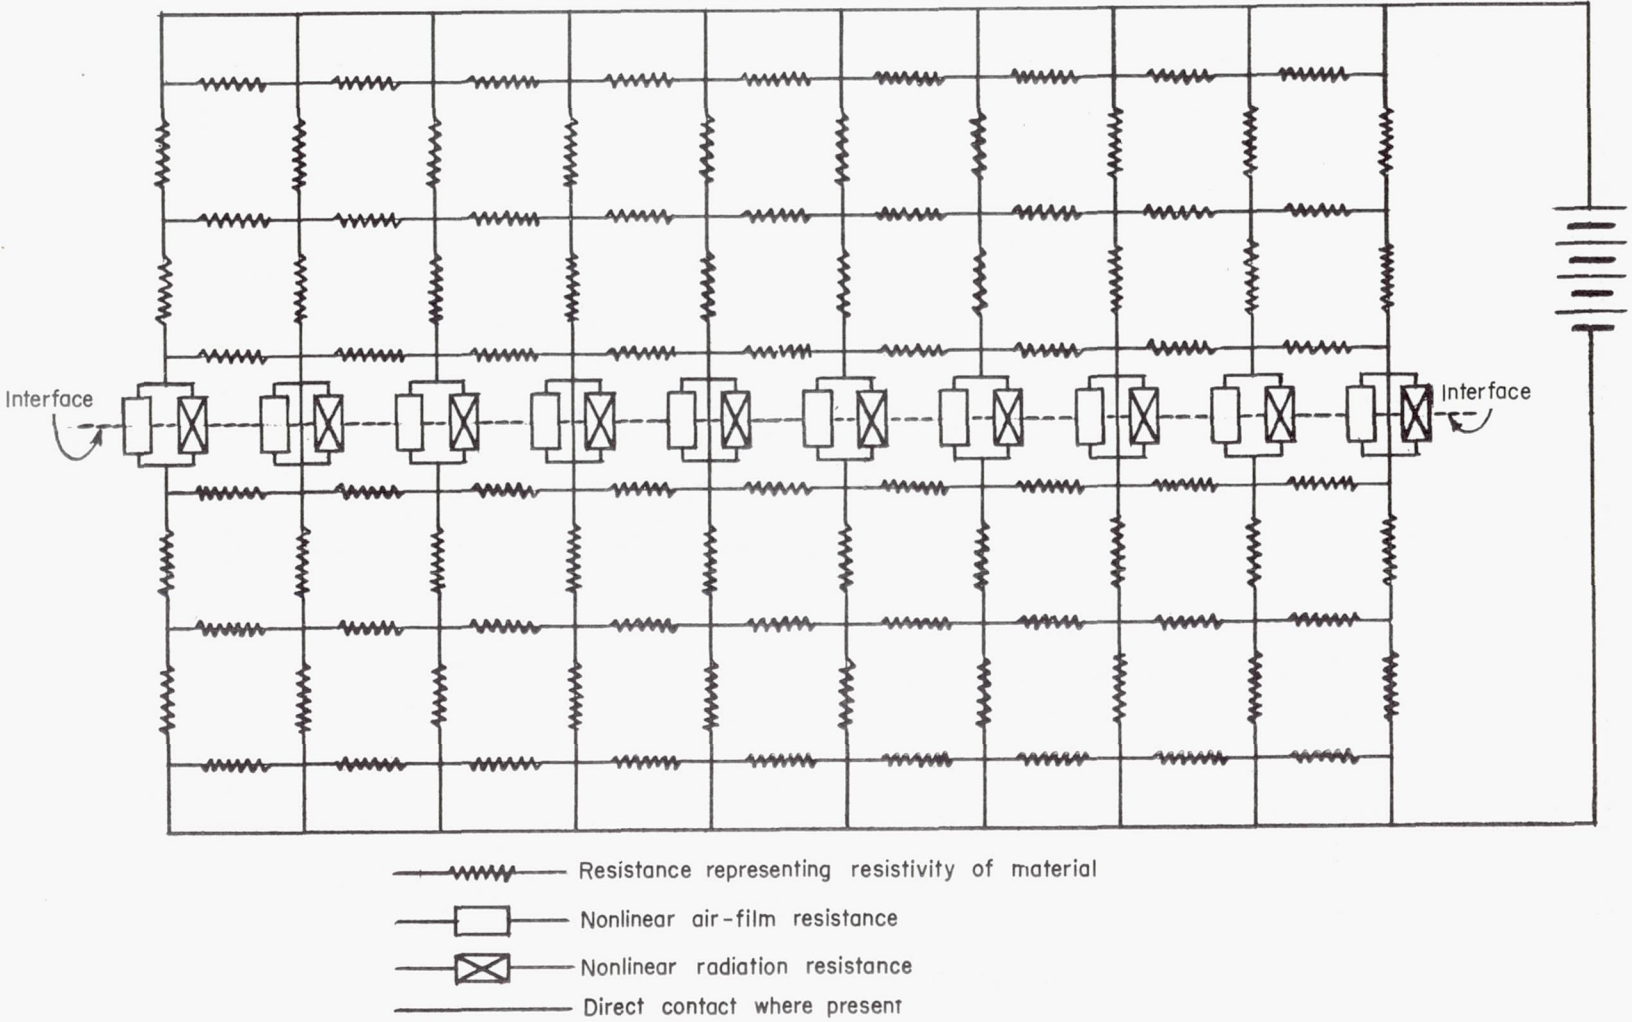 Interface
Interface
Resistance representing resistivity of material
Nonlinear air-film resistance
Nonlinear radiation resistance
Direct contact where present